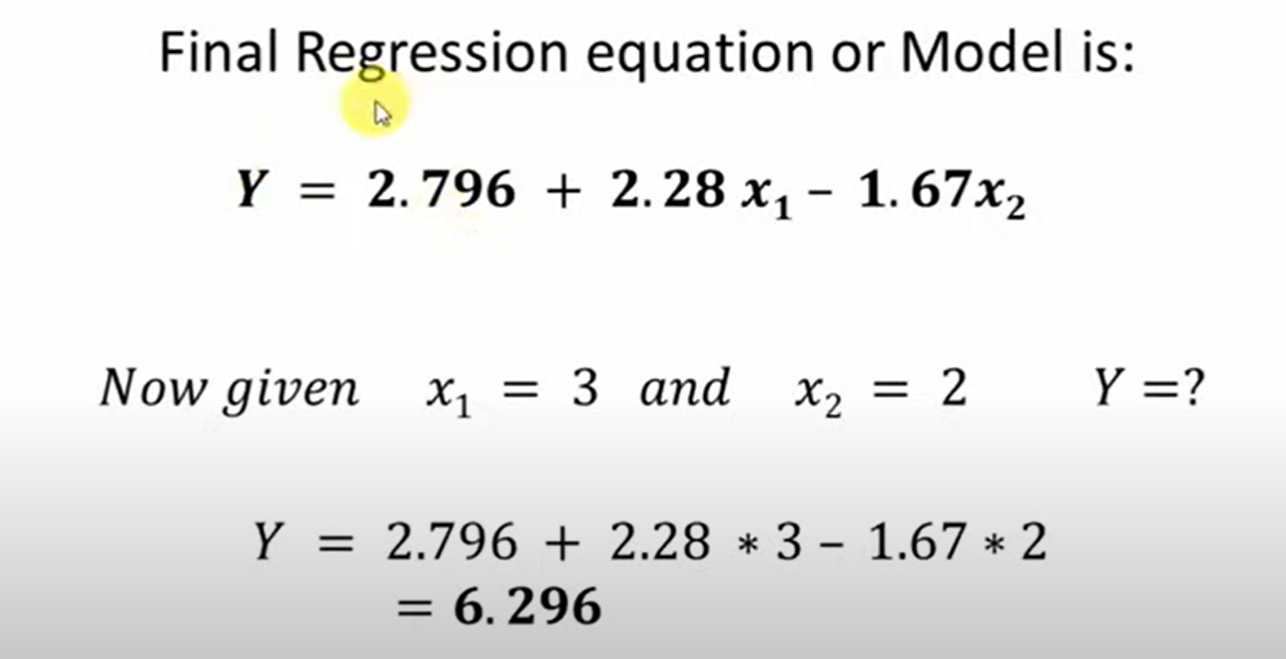 Final Regression equation or Model is:
Y = 2.796 + 2.28 x₁ – 1.67x₂
Now given x₁ = 3 and x₂ = 2 Y =?
Y = 2.796 + 2.28 * 3 – 1.67 * 2
= 6.296